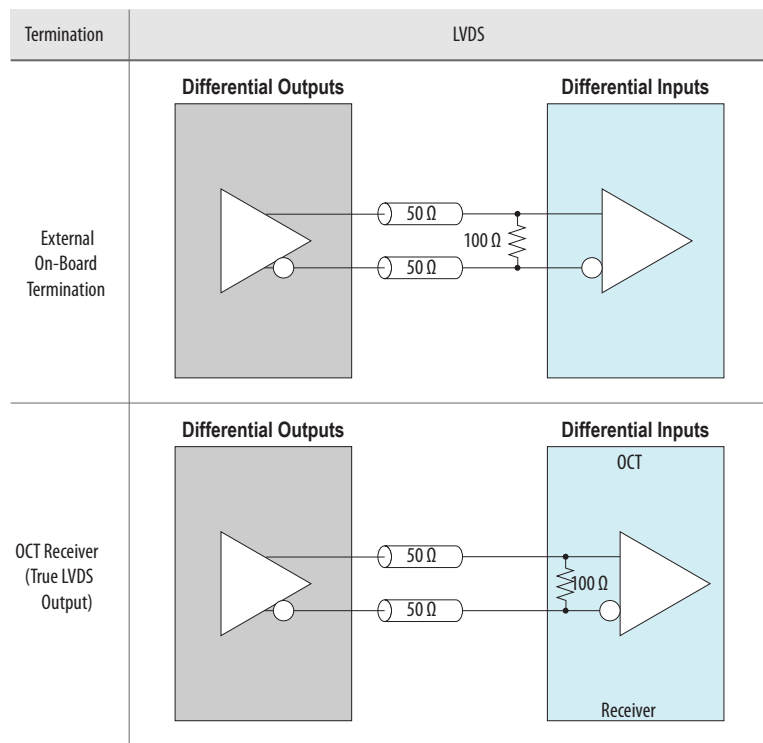 Termination
LVDS
External
On-Board
Termination
Differential Outputs
Differential Inputs
50 Ω
100 Ω
50 Ω
OCT Receiver
(True LVDS
Output)
Differential Outputs
Differential Inputs
OCT
50 Ω
100 Ω
50 Ω
Receiver